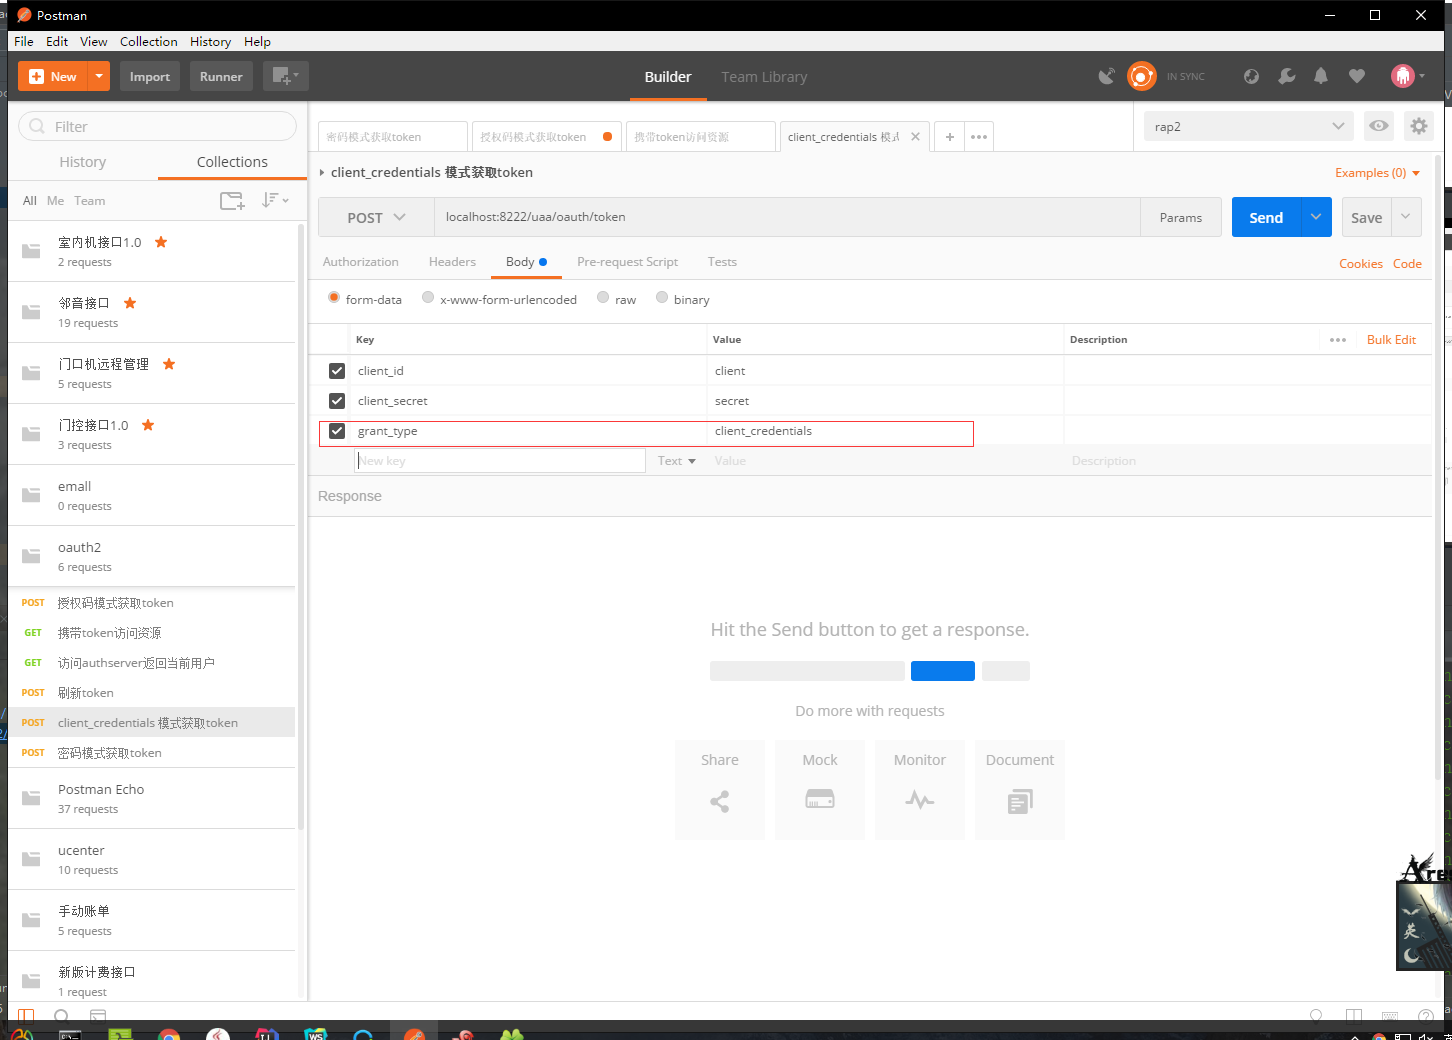 Postman
File Edit View Collection History Help
New Import Runner Builder Team Library IN SYNC
Filter
History Collections
All Me Team
室内机接口1.0
2 requests
邻音接口
19 requests
门口机远程管理
5 requests
门控接口1.0
3 requests
emall
0 requests
oauth2
6 requests
POST 授权码模式获取token
GET 携带token访问资源
GET 访问authserver返回当前用户
POST 刷新token
POST client_credentials 模式获取token
POST 密码模式获取token
Postman Echo
37 requests
ucenter
10 requests
手动账单
5 requests
新版计费接口
1 request
密码模式获取token 授权码模式获取token 携带token访问资源 client_credentials 模式
rap2
client_credentials 模式获取token
Examples (0)
POST localhost:8222/uaa/oauth/token Params Send Save
Authorization Headers Body Pre-request Script Tests Cookies Code
form-data x-www-form-urlencoded raw binary
Key Value Description Bulk Edit
client_id client
client_secret secret
grant_type client_credentials
New key Text Value Description
Response
Hit the Send button to get a response.
Do more with requests
Share Mock Monitor Document
英